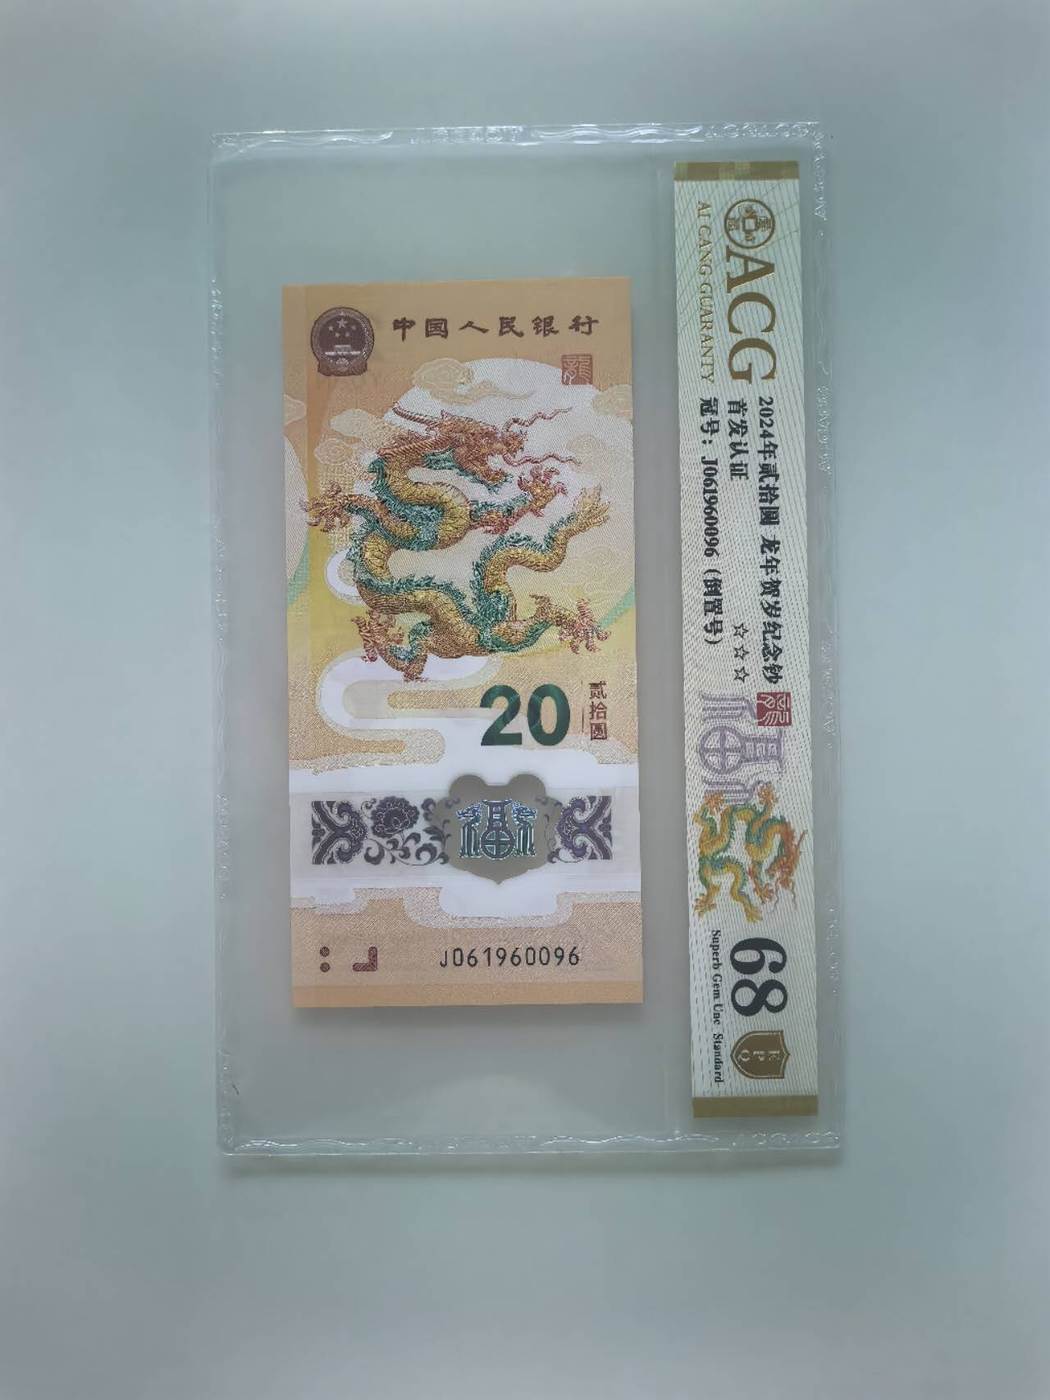 中国人民银行
龍
20
贰拾圆
J061960096
ACG
AI CANG GUARANTY
2024年贰拾圆 龙年贺岁纪念钞
首发认证 ☆☆☆
冠号：J061960096（倒置号）
68
Superb Gem Unc Standard
EPQ